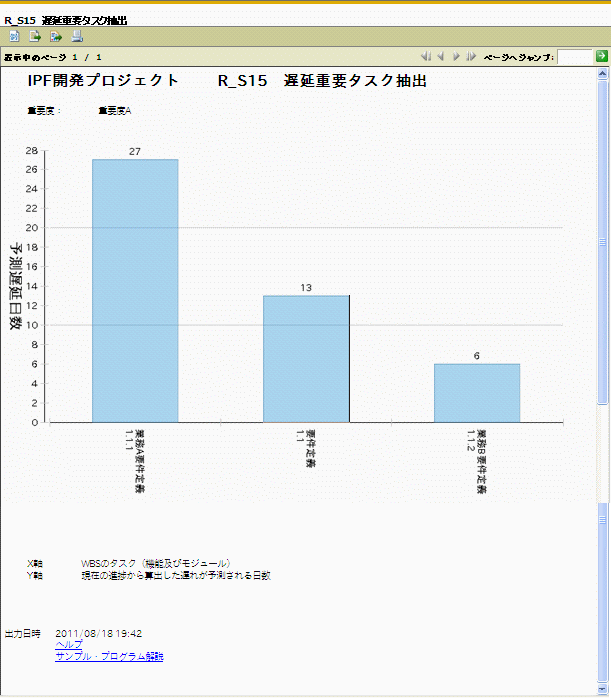 R_S15 遅延重要タスク抽出
表示中のページ 1 / 1
ページへジャンプ:
IPF開発プロジェクト R_S15 遅延重要タスク抽出
重要度： 重要度A
予測遅延日数
28
26
24
22
20
18
16
14
12
10
8
6
4
2
0
27
13
6
業務A要件定義
1.1.1
要件定義
1.1
業務B要件定義
1.1.2
X軸 WBSのタスク（機能及びモジュール）
Y軸 現在の進捗から算出した遅れが予測される日数
出力日時 2011/08/18 19:42
ヘルプ
サンプル・プログラム解説